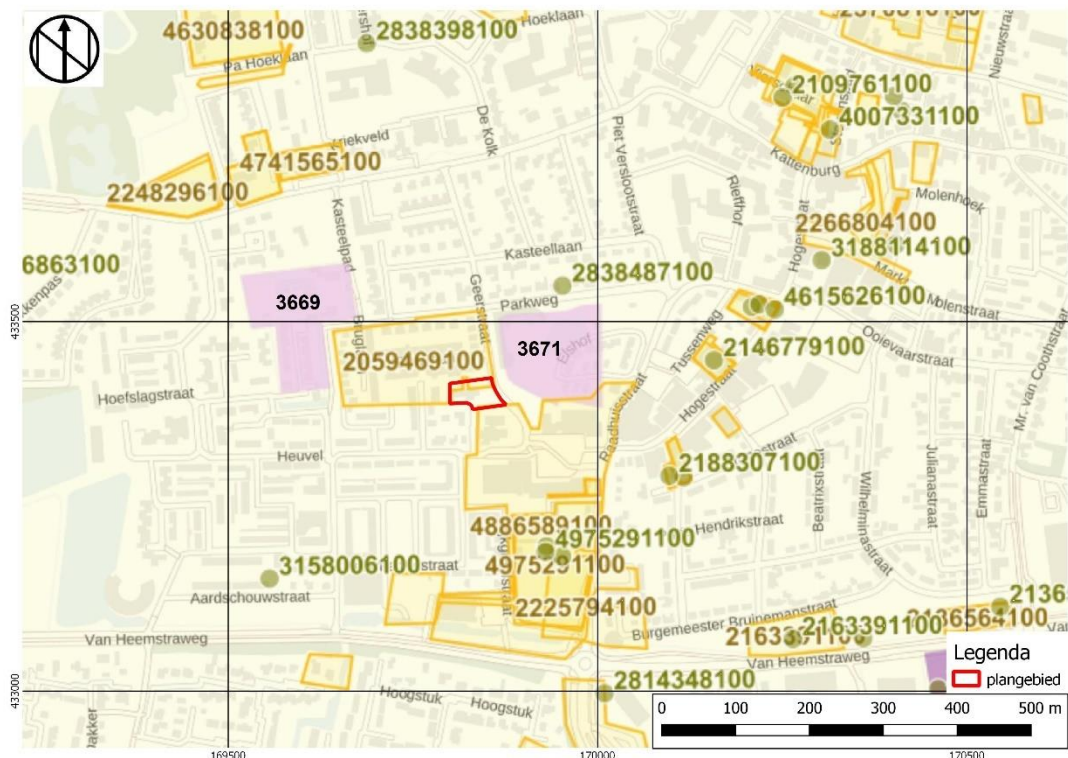 4630838100
2838398100
Hoeklaan
Nieuwstraat
Pa Hoeklaan
2109761100
4007331100
De Kolk
Kriekveld
4741565100
Piet Verslootstraat
Kattenburg
2248296100
Rieffhof
Molenhoek
Kasteelpad
2266804100
Kasteellaan
3188114100
6863100
2838487100
Markt
Geerstraat
Parkweg
4615626100
Molenstraat
433500
3669
3671
Elshof
Tussenweg
Ooievaarstraat
2059469100
2146779100
Mr. van Coothstraat
Hoefslagstraat
Raadhuisstraat
Hogestraat
Heuvel
2188307100
Beatrixstraat
Wilhelminastraat
Julianastraat
Emmastraat
4886589100
4975291100
Hendrikstraat
4975291100
3158006100
Aardschouwstraat
2225794100
Burgemeester Bruinemanstraat
Van Heemstraweg
2163391100
Van Heemstraweg
Legenda
plangebied
433000
Hoogstuk
Hoogstuk
2814348100
0 100 200 300 400 500 m
169500
170000
170500